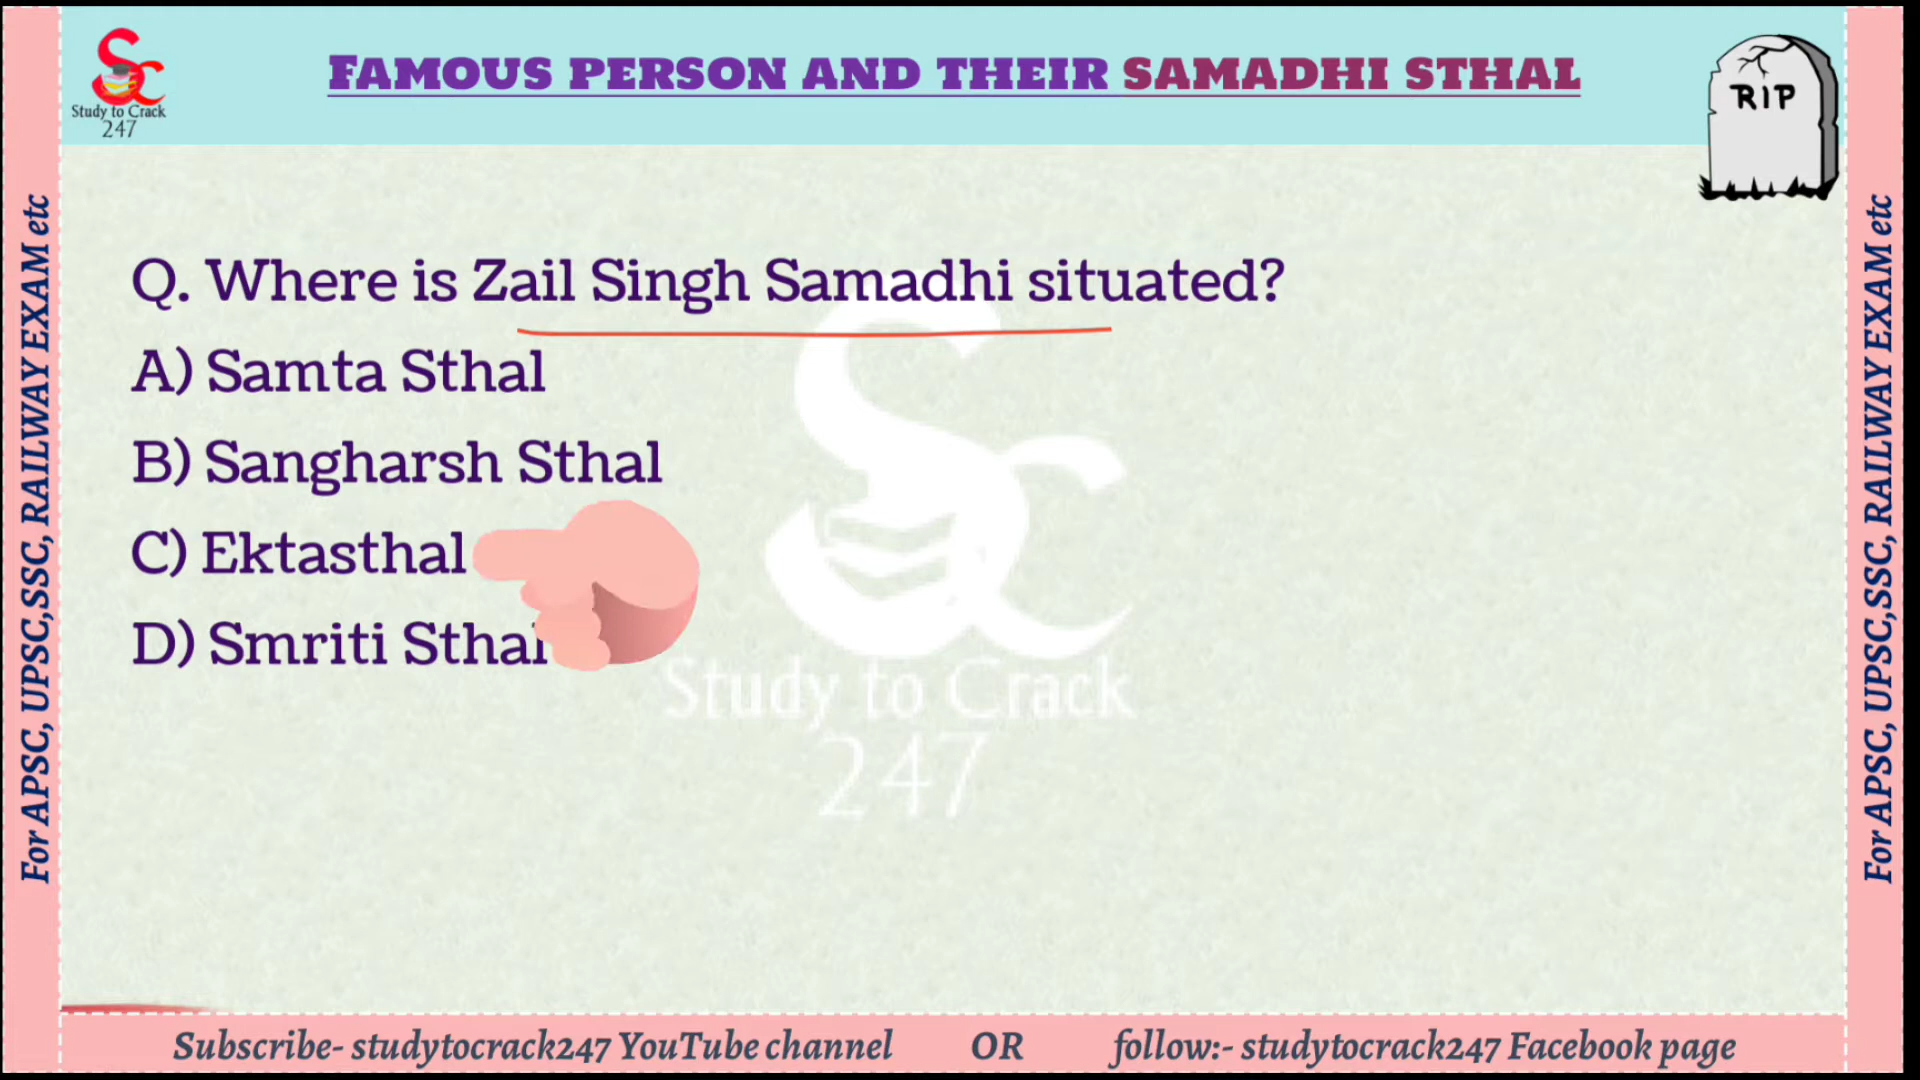 Study to Crack
247
FAMOUS PERSON AND THEIR SAMADHI STHAL
RIP
For APSC, UPSC,SSC, RAILWAY EXAM etc
Q. Where is Zail Singh Samadhi situated?
A) Samta Sthal
B) Sangharsh Sthal
C) Ektasthal
D) Smriti Sthal
Study to Crack
247
For APSC, UPSC,SSC, RAILWAY EXAM etc
Subscribe- studytocrack247 YouTube channel OR follow:- studytocrack247 Facebook page